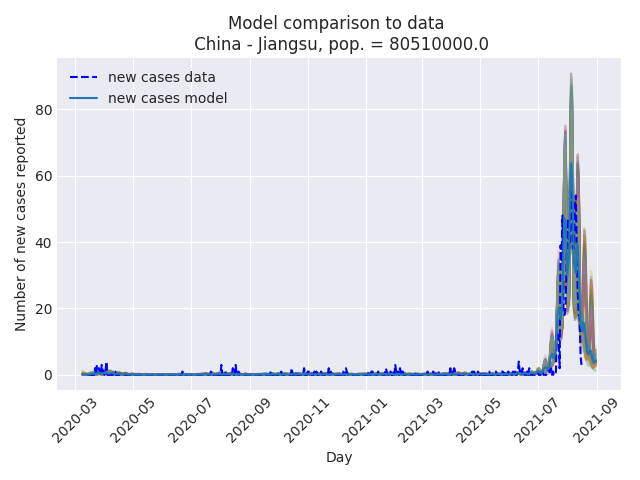 Model comparison to data
China - Jiangsu, pop. = 80510000.0
new cases data
new cases model
Number of new cases reported
80
60
40
20
0
2020-03
2020-05
2020-07
2020-09
2020-11
2021-01
2021-03
2021-05
2021-07
2021-09
Day